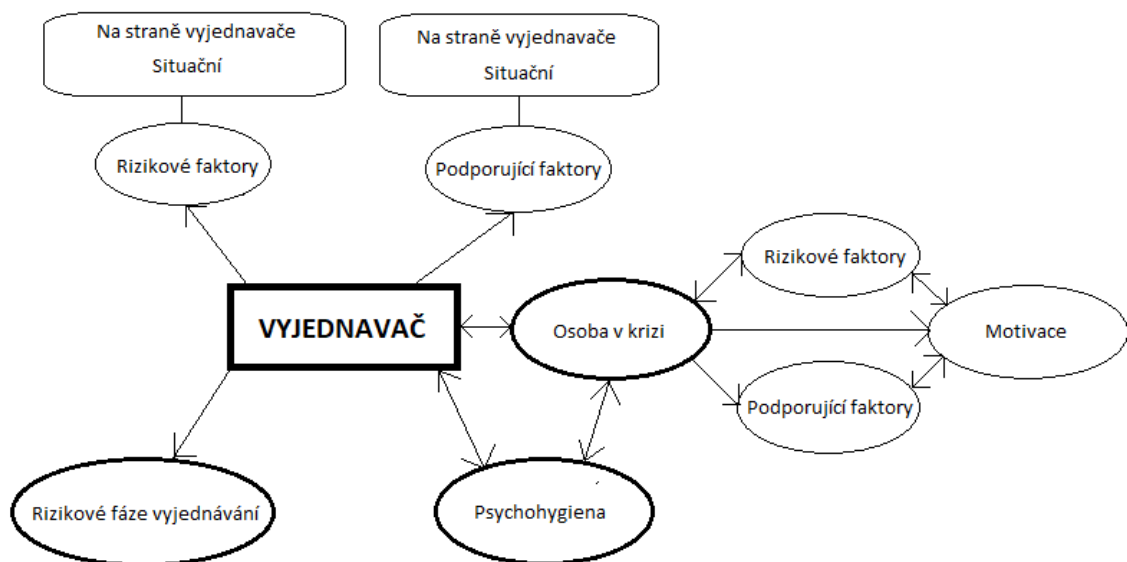 Na straně vyjednavače
Situační
Na straně vyjednavače
Situační
Rizikové faktory
Podporující faktory
Rizikové faktory
VYJEDNAVAČ
Osoba v krizi
Motivace
Podporující faktory
Rizikové fáze vyjednávání
Psychohygiena